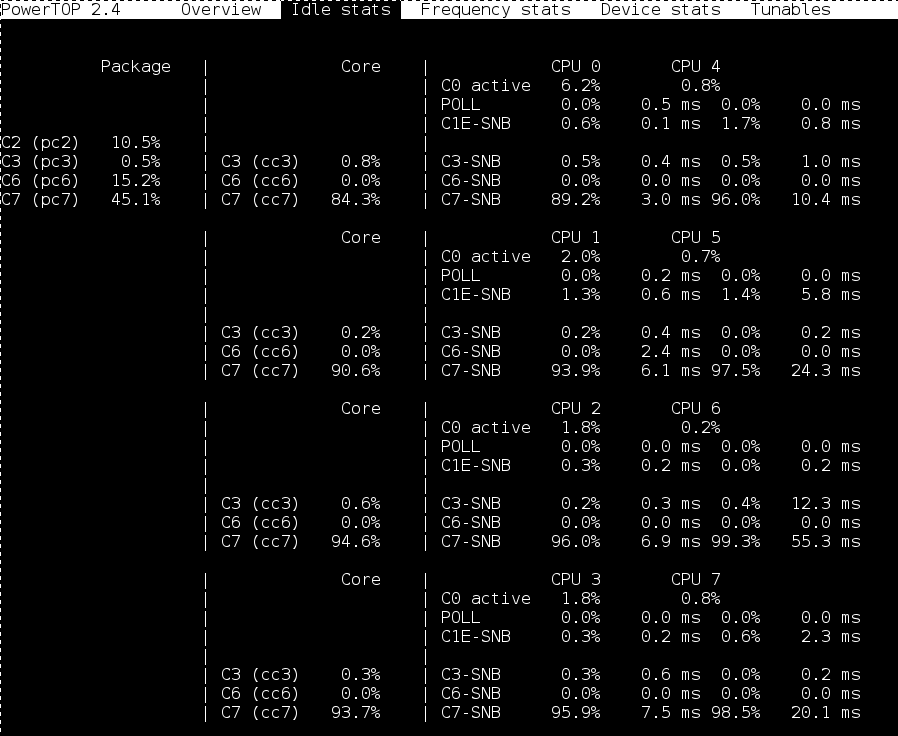 PowerTOP 2.4      Overview   Idle stats   Frequency stats   Device stats   Tunables
          Package   |             Core    |            CPU 0       CPU 4
                    |                     | C0 active   6.2%        0.8%
                    |                     | POLL        0.0%    0.5 ms  0.0%    0.0 ms
                    |                     | C1E-SNB     0.6%    0.1 ms  1.7%    0.8 ms
C2 (pc2)   10.5%    |                     |
C3 (pc3)    0.5%    | C3 (cc3)    0.8%    | C3-SNB      0.5%    0.4 ms  0.5%    1.0 ms
C6 (pc6)   15.2%    | C6 (cc6)    0.0%    | C6-SNB      0.0%    0.0 ms  0.0%    0.0 ms
C7 (pc7)   45.1%    | C7 (cc7)   84.3%    | C7-SNB     89.2%    3.0 ms 96.0%   10.4 ms
                    |             Core    |            CPU 1       CPU 5
                    |                     | C0 active   2.0%        0.7%
                    |                     | POLL        0.0%    0.2 ms  0.0%    0.0 ms
                    |                     | C1E-SNB     1.3%    0.6 ms  1.4%    5.8 ms
                    |                     |
                    | C3 (cc3)    0.2%    | C3-SNB      0.2%    0.4 ms  0.0%    0.2 ms
                    | C6 (cc6)    0.0%    | C6-SNB      0.0%    2.4 ms  0.0%    0.0 ms
                    | C7 (cc7)   90.6%    | C7-SNB     93.9%    6.1 ms 97.5%   24.3 ms
                    |             Core    |            CPU 2       CPU 6
                    |                     | C0 active   1.8%        0.2%
                    |                     | POLL        0.0%    0.0 ms  0.0%    0.0 ms
                    |                     | C1E-SNB     0.3%    0.2 ms  0.0%    0.2 ms
                    |                     |
                    | C3 (cc3)    0.6%    | C3-SNB      0.2%    0.3 ms  0.4%   12.3 ms
                    | C6 (cc6)    0.0%    | C6-SNB      0.0%    0.0 ms  0.0%    0.0 ms
                    | C7 (cc7)   94.6%    | C7-SNB     96.0%    6.9 ms 99.3%   55.3 ms
                    |             Core    |            CPU 3       CPU 7
                    |                     | C0 active   1.8%        0.8%
                    |                     | POLL        0.0%    0.0 ms  0.0%    0.0 ms
                    |                     | C1E-SNB     0.3%    0.2 ms  0.6%    2.3 ms
                    |                     |
                    | C3 (cc3)    0.3%    | C3-SNB      0.3%    0.6 ms  0.0%    0.2 ms
                    | C6 (cc6)    0.0%    | C6-SNB      0.0%    0.0 ms  0.0%    0.0 ms
                    | C7 (cc7)   93.7%    | C7-SNB     95.9%    7.5 ms 98.5%   20.1 ms